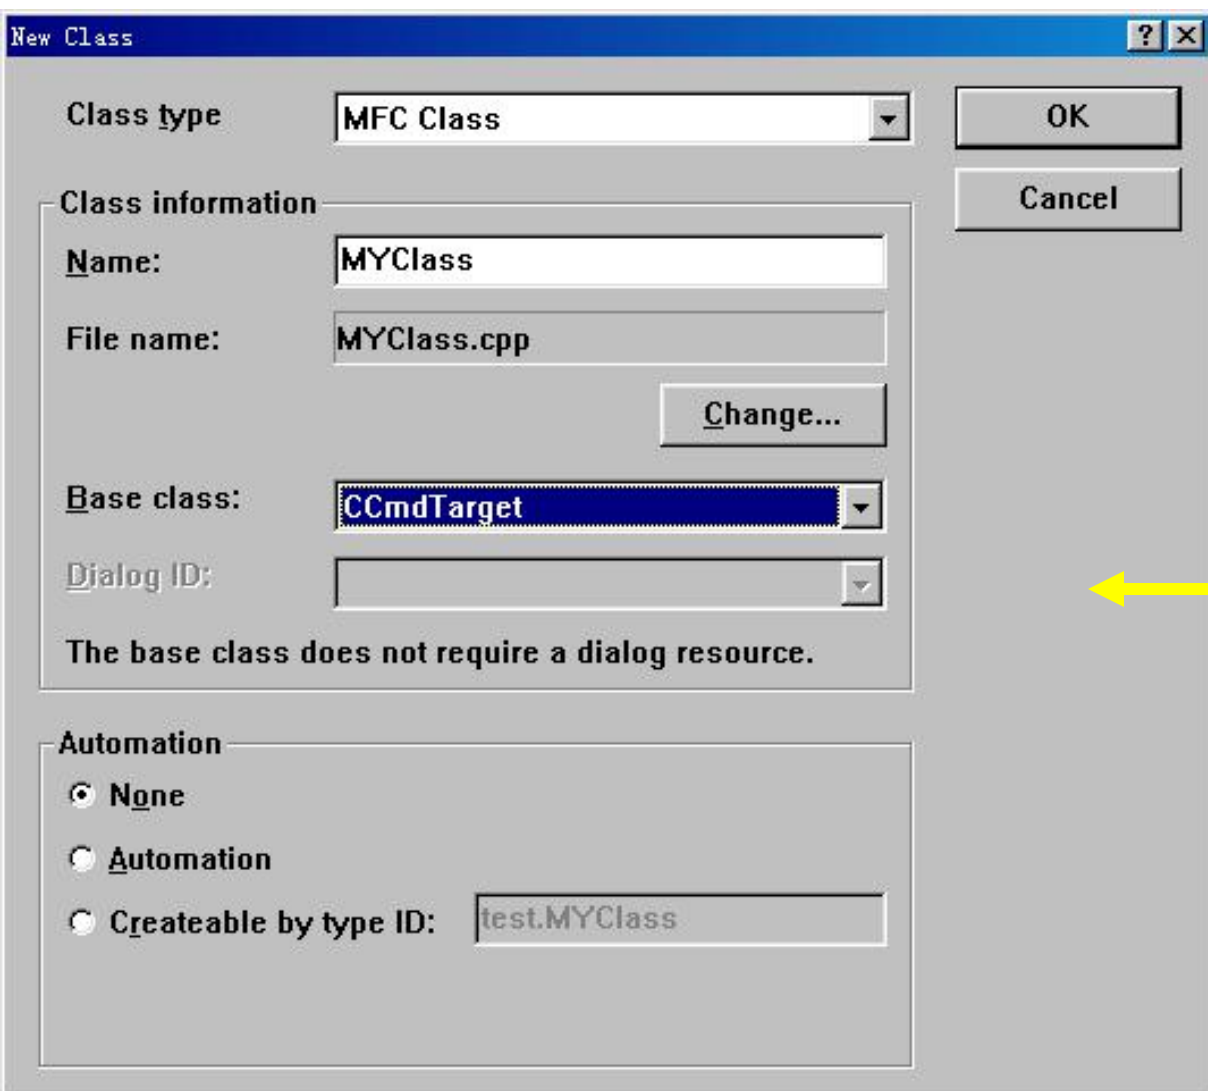 New Class
Class type MFC Class OK
Cancel
Class information
Name: MYClass
File name: MYClass.cpp
Change...
Base class: CCmdTarget
Dialog ID:
The base class does not require a dialog resource.
Automation
None
Automation
Createable by type ID: test.MYClass